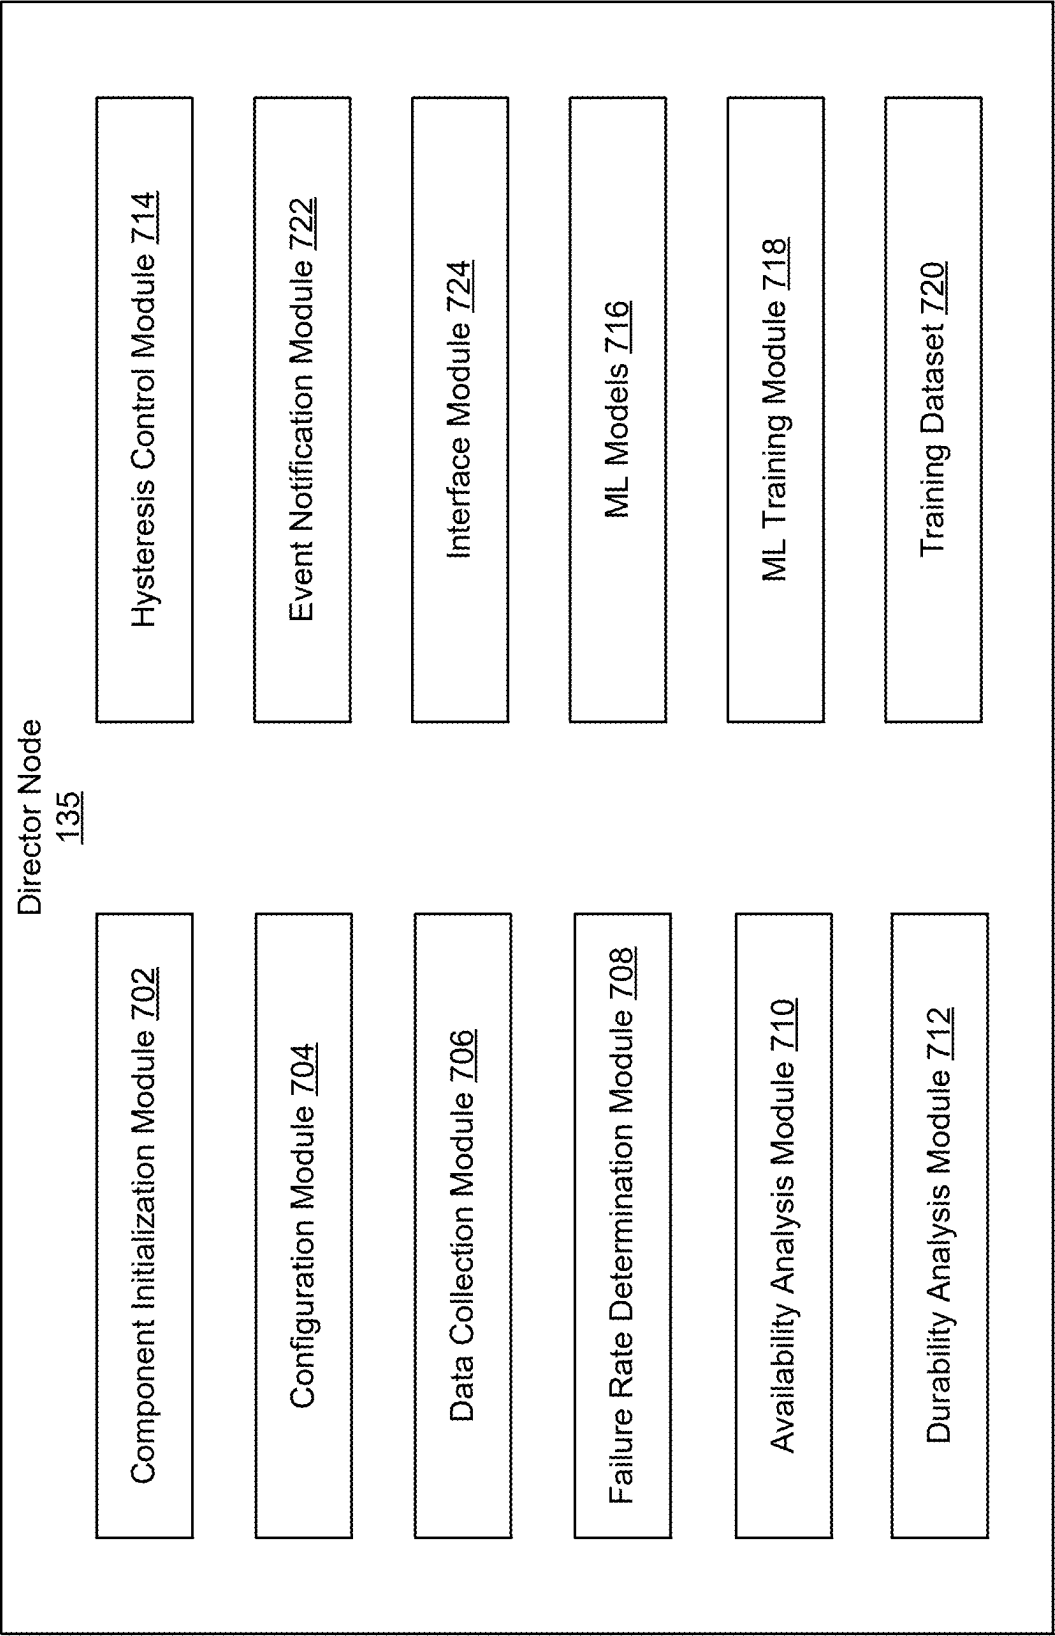 Director Node
135
Component Initialization Module 702
Configuration Module 704
Data Collection Module 706
Failure Rate Determination Module 708
Availability Analysis Module 710
Durability Analysis Module 712
Hysteresis Control Module 714
Event Notification Module 722
Interface Module 724
ML Models 716
ML Training Module 718
Training Dataset 720